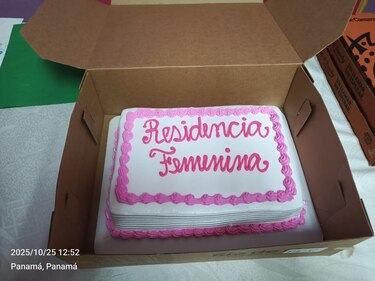 Residencia
Femenina
2025/10/25 12:52
Panamá, Panamá